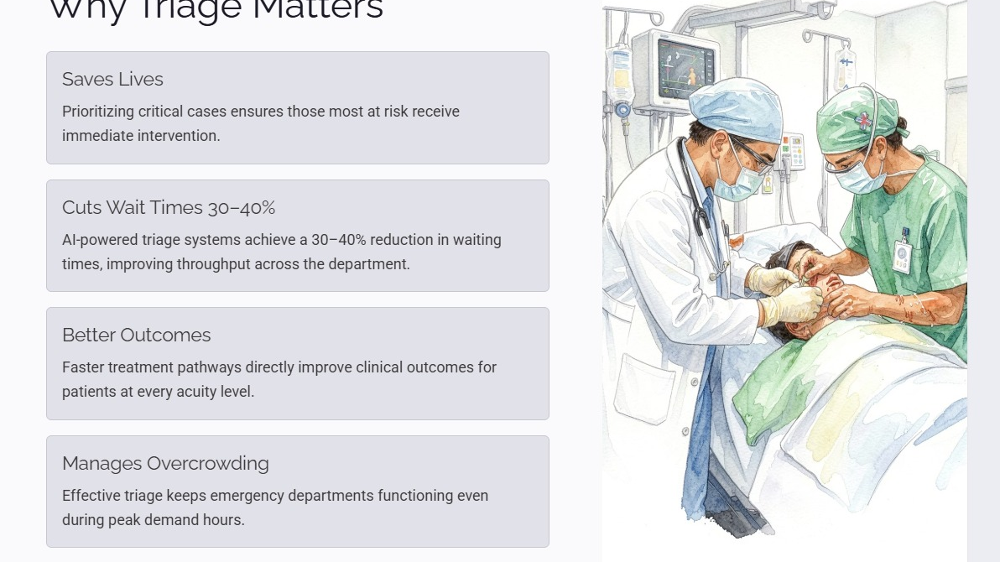 Why Triage Matters
Saves Lives
Prioritizing critical cases ensures those most at risk receive
immediate intervention.
Cuts Wait Times 30–40%
AI-powered triage systems achieve a 30–40% reduction in waiting
times, improving throughput across the department.
Better Outcomes
Faster treatment pathways directly improve clinical outcomes for
patients at every acuity level.
Manages Overcrowding
Effective triage keeps emergency departments functioning even
during peak demand hours.